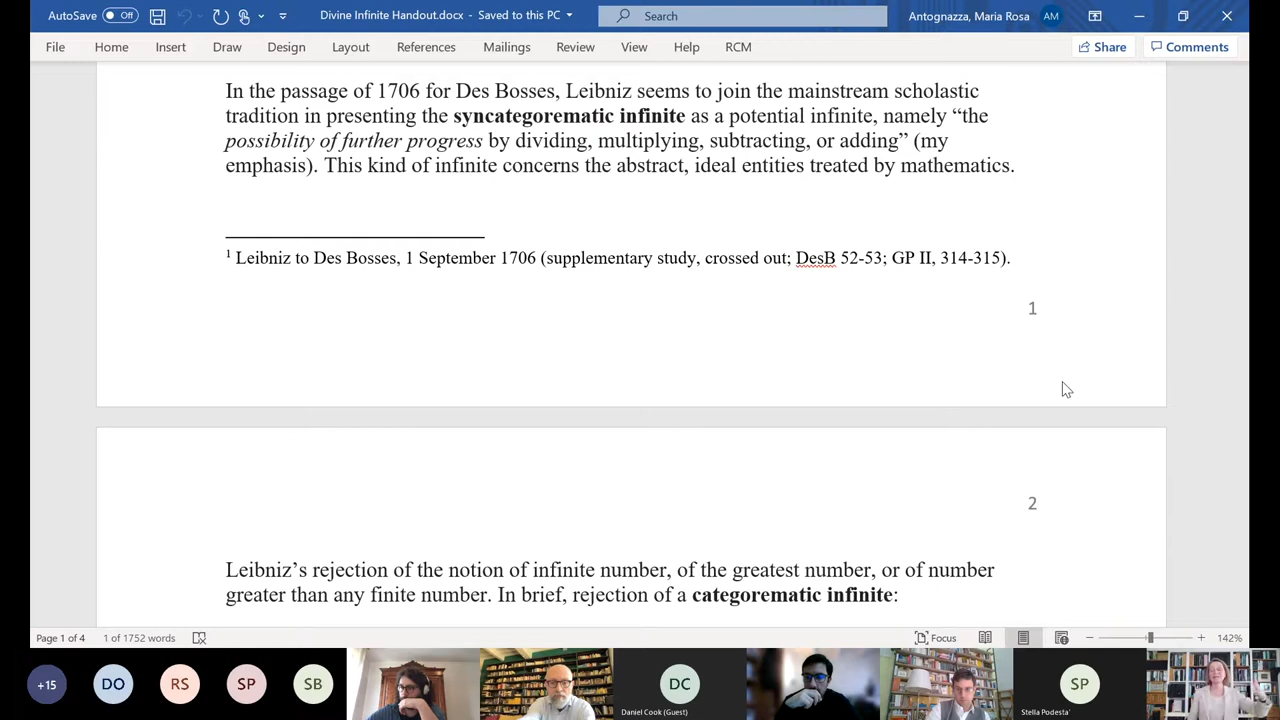 AutoSave Off Divine Infinite Handout.docx - Saved to this PC Search Antognazza, Maria Rosa AM
File Home Insert Draw Design Layout References Mailings Review View Help RCM Share Comments
In the passage of 1706 for Des Bosses, Leibniz seems to join the mainstream scholastic
tradition in presenting the syncategorematic infinite as a potential infinite, namely “the
possibility of further progress by dividing, multiplying, subtracting, or adding” (my
emphasis). This kind of infinite concerns the abstract, ideal entities treated by mathematics.
1 Leibniz to Des Bosses, 1 September 1706 (supplementary study, crossed out; DesB 52-53; GP II, 314-315).
1
2
Leibniz’s rejection of the notion of infinite number, of the greatest number, or of number
greater than any finite number. In brief, rejection of a categorematic infinite:
Page 1 of 4 1 of 1752 words Focus 142%
+15 DO RS SP SB DC SP
Daniel Cook (Guest) Stella Podesta'